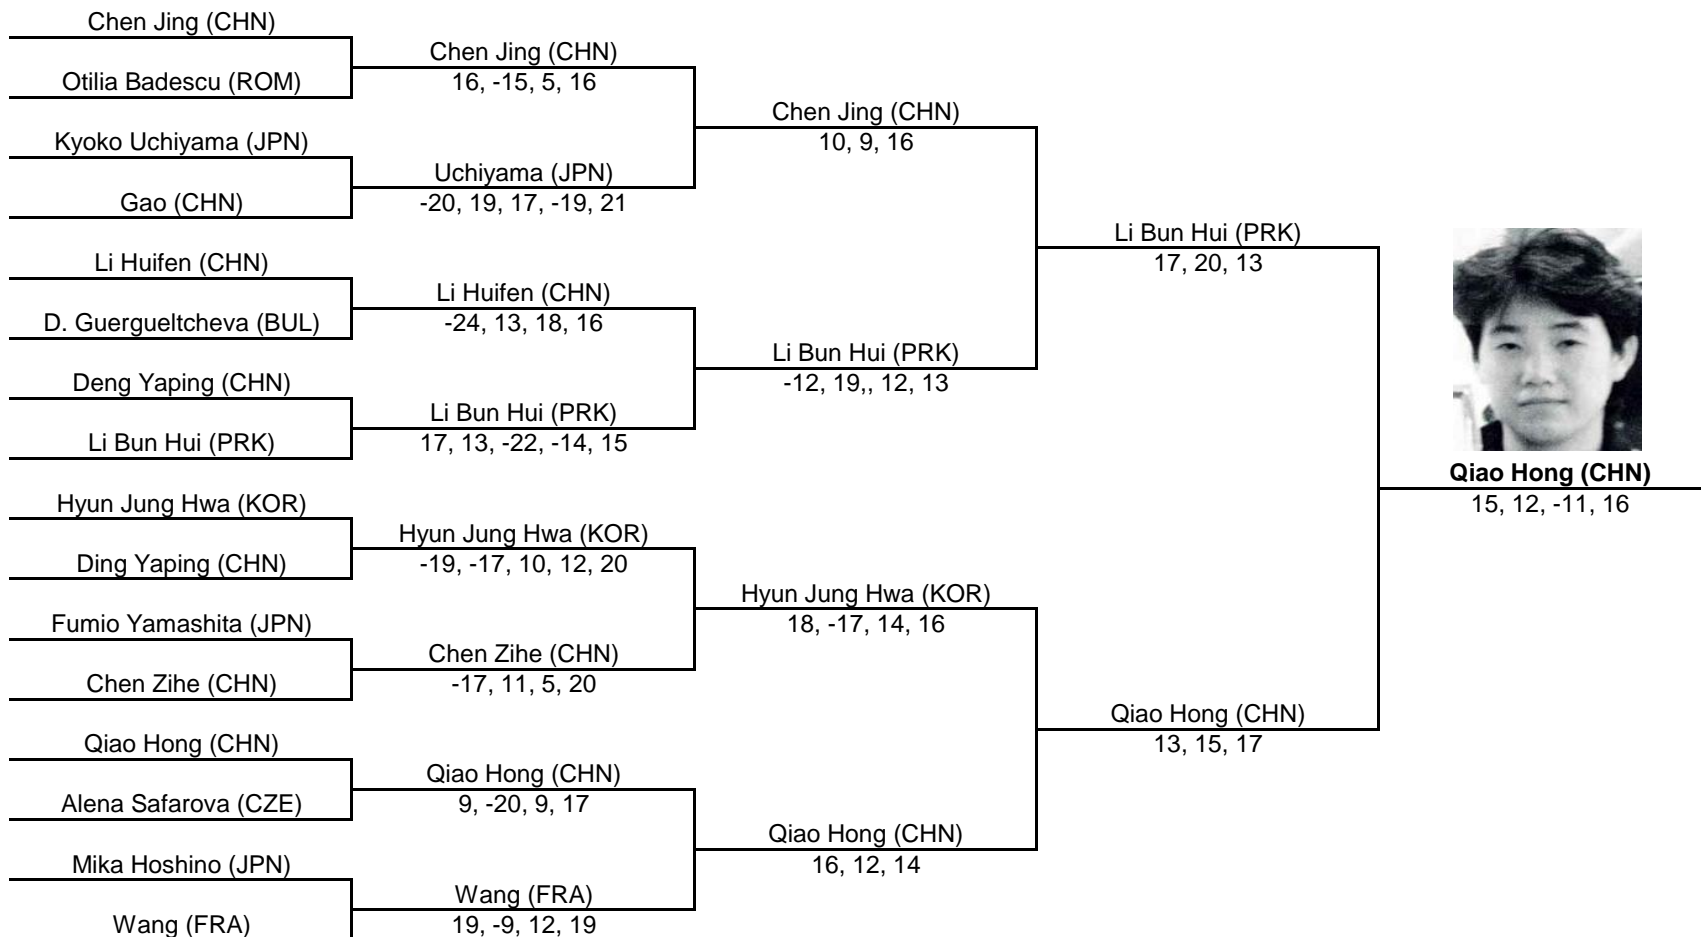 Chen Jing (CHN)
Otilia Badescu (ROM)
Kyoko Uchiyama (JPN)
Gao (CHN)
Li Huifen (CHN)
D. Guergueltcheva (BUL)
Deng Yaping (CHN)
Li Bun Hui (PRK)
Hyun Jung Hwa (KOR)
Ding Yaping (CHN)
Fumio Yamashita (JPN)
Chen Zihe (CHN)
Qiao Hong (CHN)
Alena Safarova (CZE)
Mika Hoshino (JPN)
Wang (FRA)
Chen Jing (CHN)
16, -15, 5, 16
Uchiyama (JPN)
-20, 19, 17, -19, 21
Li Huifen (CHN)
-24, 13, 18, 16
Li Bun Hui (PRK)
17, 13, -22, -14, 15
Hyun Jung Hwa (KOR)
-19, -17, 10, 12, 20
Chen Zihe (CHN)
-17, 11, 5, 20
Qiao Hong (CHN)
9, -20, 9, 17
Wang (FRA)
19, -9, 12, 19
Chen Jing (CHN)
10, 9, 16
Li Bun Hui (PRK)
-12, 19,, 12, 13
Hyun Jung Hwa (KOR)
18, -17, 14, 16
Qiao Hong (CHN)
16, 12, 14
Li Bun Hui (PRK)
17, 20, 13
Qiao Hong (CHN)
13, 15, 17
Qiao Hong (CHN)
15, 12, -11, 16